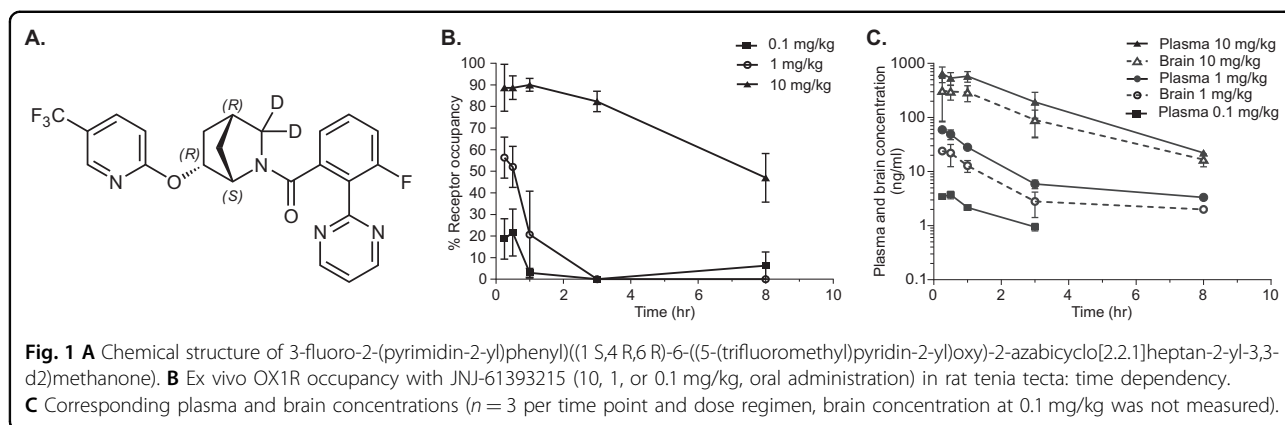 A.
F₃C
N
O
(R)
(R)
(S)
D
D
N
O
F
N
N
B.
0.1 mg/kg
1 mg/kg
10 mg/kg
% Receptor occupancy
100
90
80
70
60
50
40
30
20
10
0
0 2 4 6 8 10
Time (hr)
C.
Plasma 10 mg/kg
Brain 10 mg/kg
Plasma 1 mg/kg
Brain 1 mg/kg
Plasma 0.1 mg/kg
Plasma and brain concentration
(ng/ml)
1000
100
10
1
0.1
0 2 4 6 8 10
Time (hr)
Fig. 1 A Chemical structure of 3-fluoro-2-(pyrimidin-2-yl)phenyl)((1 S,4 R,6 R)-6-((5-(trifluoromethyl)pyridin-2-yl)oxy)-2-azabicyclo[2.2.1]heptan-2-yl-3,3-
d2)methanone). B Ex vivo OX1R occupancy with JNJ-61393215 (10, 1, or 0.1 mg/kg, oral administration) in rat tenia tecta: time dependency.
C Corresponding plasma and brain concentrations (n = 3 per time point and dose regimen, brain concentration at 0.1 mg/kg was not measured).